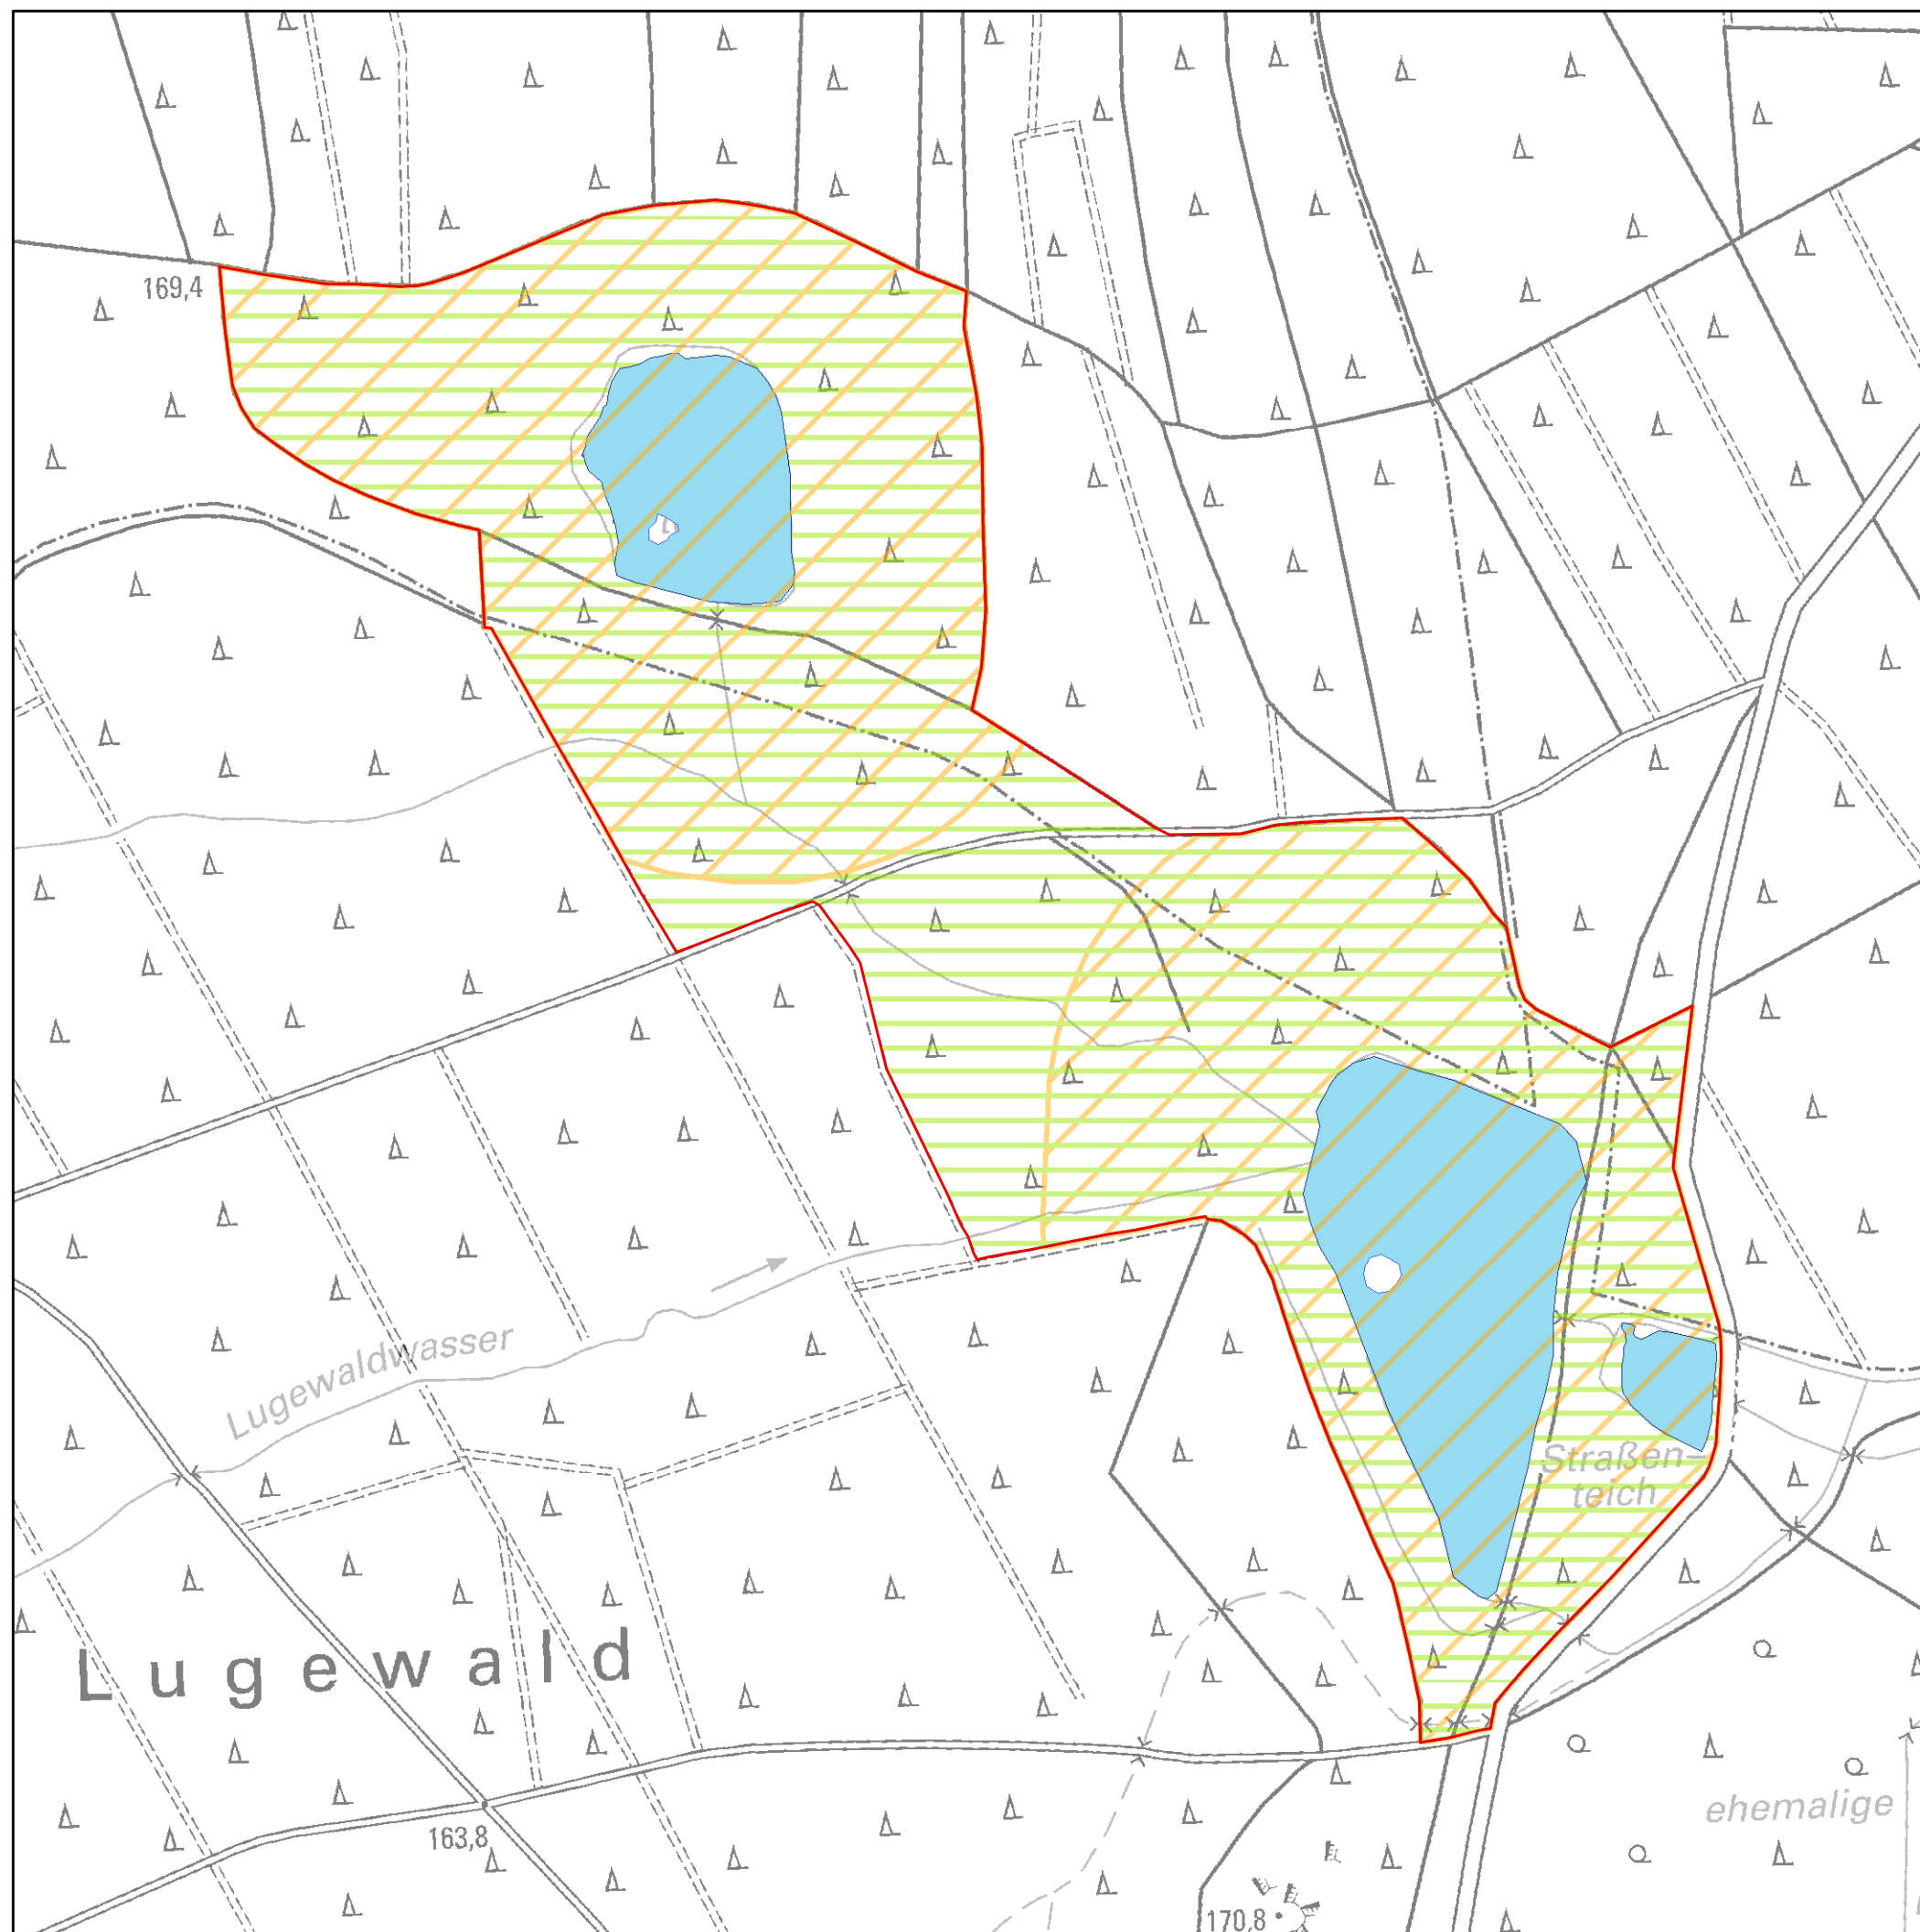 169,4
Lugewaldwasser
Straßen-
teich
Lugewald
ehemalige
163,8
170,8